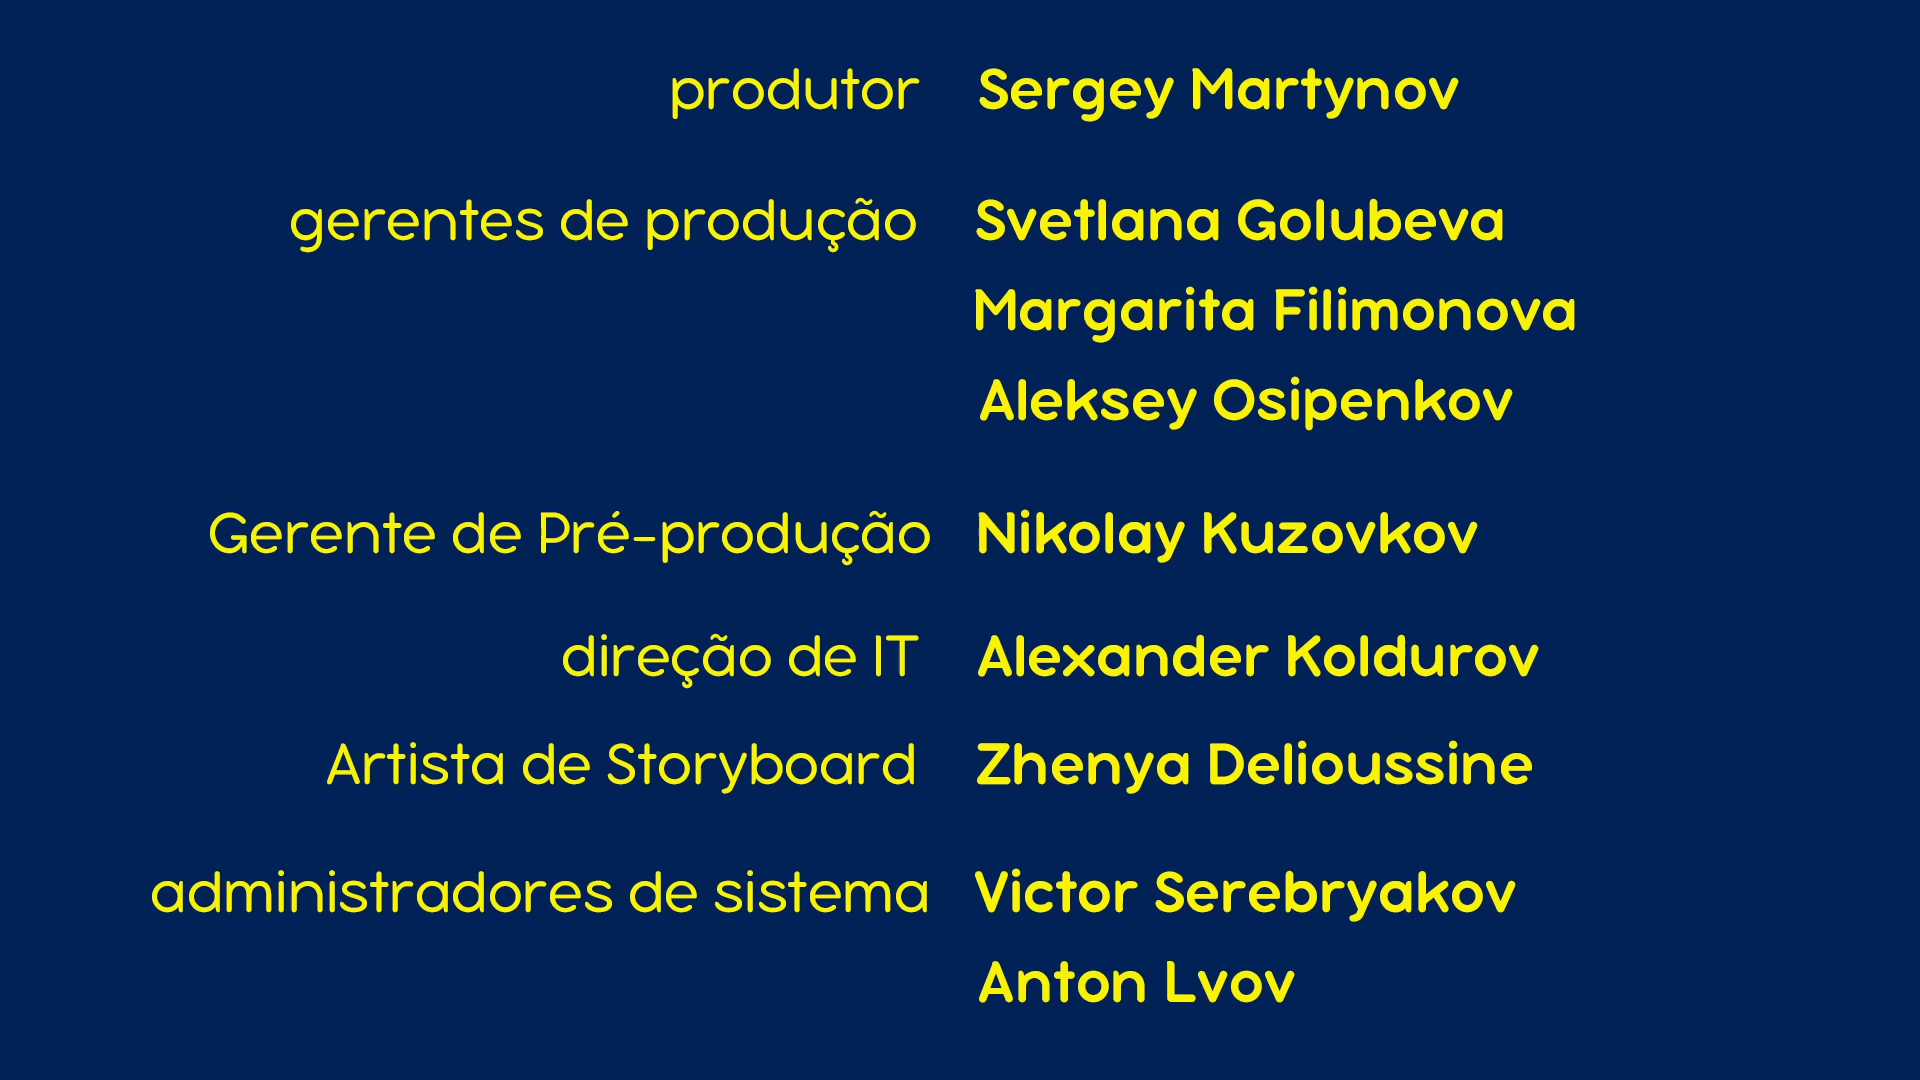 produtor Sergey Martynov
gerentes de produção Svetlana Golubeva
Margarita Filimonova
Aleksey Osipenkov
Gerente de Pré-produção Nikolay Kuzovkov
direção de IT Alexander Koldurov
Artista de Storyboard Zhenya Delioussine
administradores de sistema Victor Serebryakov
Anton Lvov